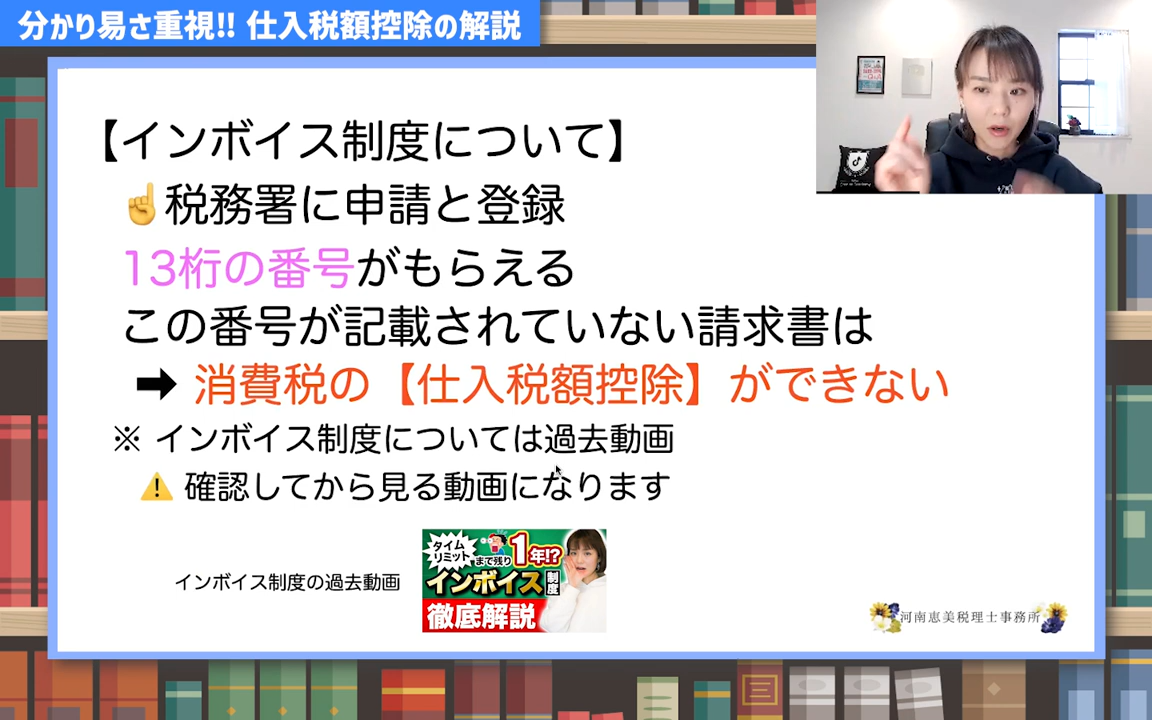 分かり易さ重視!! 仕入税額控除の解説
【インボイス制度について】
☝税務署に申請と登録
13桁の番号がもらえる
この番号が記載されていない請求書は
➡ 消費税の【仕入税額控除】ができない
※ インボイス制度については過去動画
⚠ 確認してから見る動画になります
インボイス制度の過去動画
タイムリミット
まで残り1年!?
インボイス制度
徹底解説
河南恵美税理士事務所